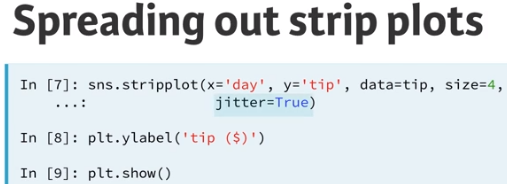 Spreading out strip plots
In [7]: sns.stripplot(x='day', y='tip', data=tip, size=4,
   ...:                jitter=True)
In [8]: plt.ylabel('tip ($)')
In [9]: plt.show()